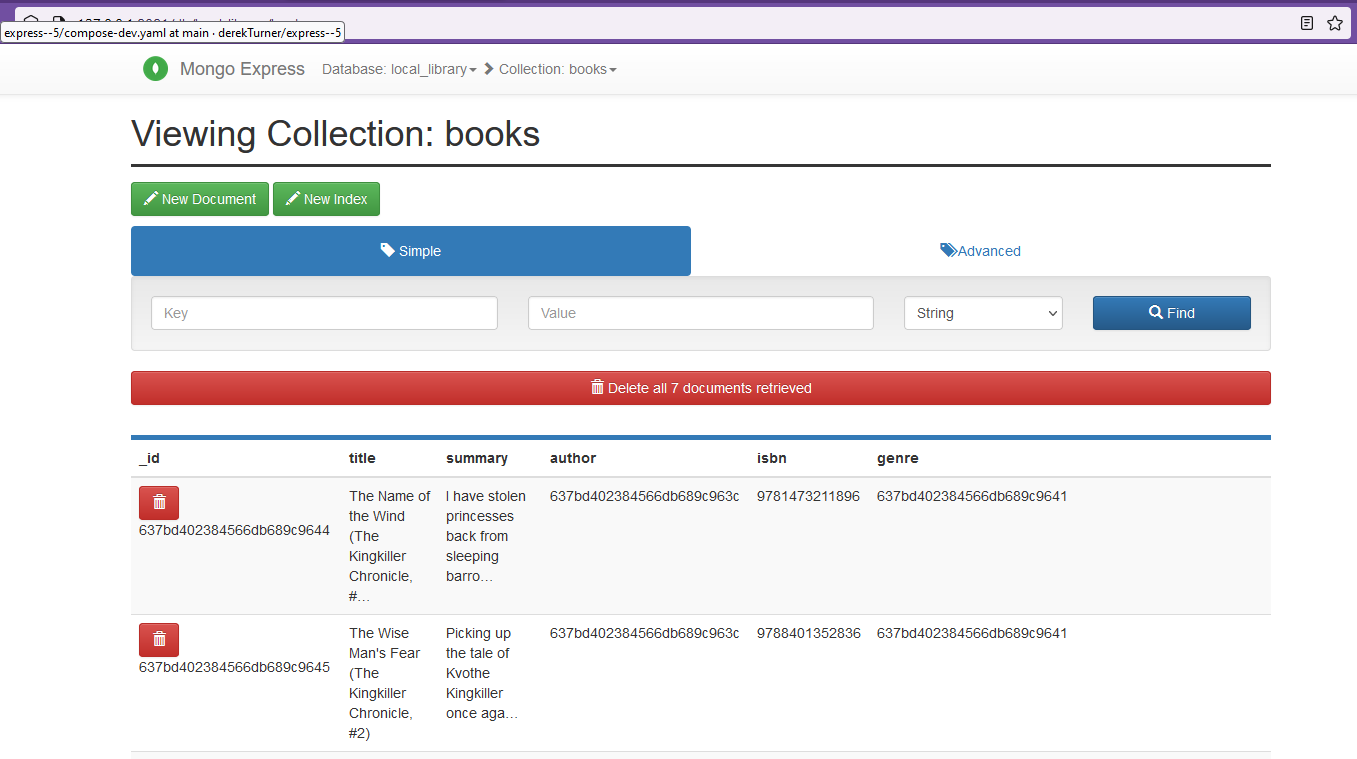 express--5/compose-dev.yaml at main · derekTurner/express--5
Mongo Express Database: local_library Collection: books
Viewing Collection: books
New Document New Index
Simple Advanced
Key Value String Find
Delete all 7 documents retrieved
_id title summary author isbn genre
637bd402384566db689c9644
The Name of
the Wind
(The
Kingkiller
Chronicle,
#...
I have stolen
princesses
back from
sleeping
barro...
637bd402384566db689c963c
9781473211896
637bd402384566db689c9641
637bd402384566db689c9645
The Wise
Man's Fear
(The
Kingkiller
Chronicle,
#2)
Picking up
the tale of
Kvothe
Kingkiller
once aga...
637bd402384566db689c963c
9788401352836
637bd402384566db689c9641